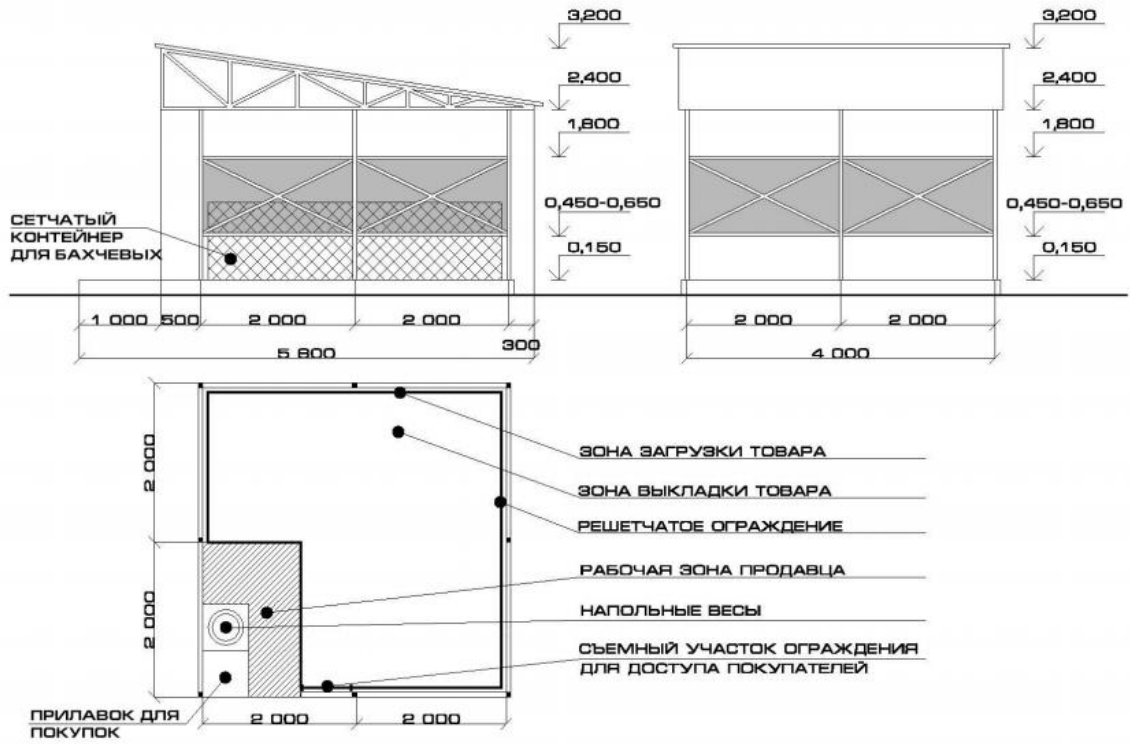 3,200
2,400
1,800
0,450-0,650
0,150
3,200
2,400
1,800
0,450-0,650
0,150
СЕТЧАТЫЙ
КОНТЕЙНЕР
ДЛЯ БАХЧЕВЫХ
1 000 500 2 000 2 000
300
5 800
2 000 2 000
4 000
2 000
2 000
ЗОНА ЗАГРУЗКИ ТОВАРА
ЗОНА ВЫКЛАДКИ ТОВАРА
РЕШЕТЧАТОЕ ОГРАЖДЕНИЕ
РАБОЧАЯ ЗОНА ПРОДАВЦА
НАПОЛЬНЫЕ ВЕСЫ
СЪЕМНЫЙ УЧАСТОК ОГРАЖДЕНИЯ
ДЛЯ ДОСТУПА ПОКУПАТЕЛЕЙ
ПРИЛАВОК ДЛЯ
ПОКУПОК
2 000 2 000